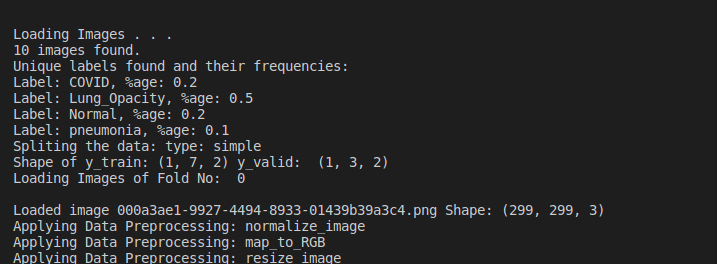 Loading Images . . .
10 images found.
Unique labels found and their frequencies:
Label: COVID, %age: 0.2
Label: Lung_Opacity, %age: 0.5
Label: Normal, %age: 0.2
Label: pneumonia, %age: 0.1
Spliting the data: type: simple
Shape of y_train: (1, 7, 2) y_valid:  (1, 3, 2)
Loading Images of Fold No:  0
Loaded image 000a3ae1-9927-4494-8933-01439b39a3c4.png Shape: (299, 299, 3)
Applying Data Preprocessing: normalize_image
Applying Data Preprocessing: map_to_RGB
Applying Data Preprocessing: resize_image